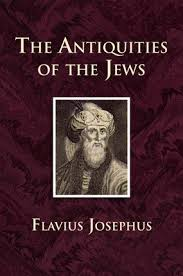 THE ANTIQUITIES
OF THE JEWS
FLAVIUS JOSEPHUS